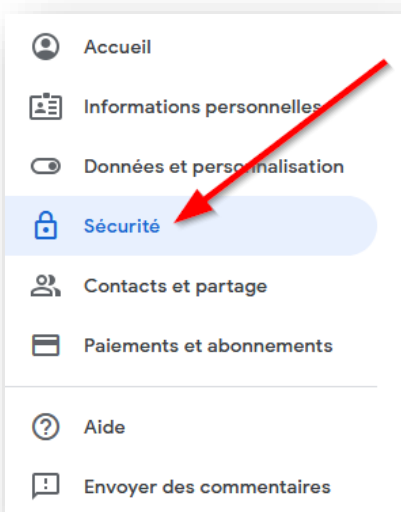 Accueil
Informations personnelles
Données et personnalisation
Sécurité
Contacts et partage
Paiements et abonnements
Aide
Envoyer des commentaires